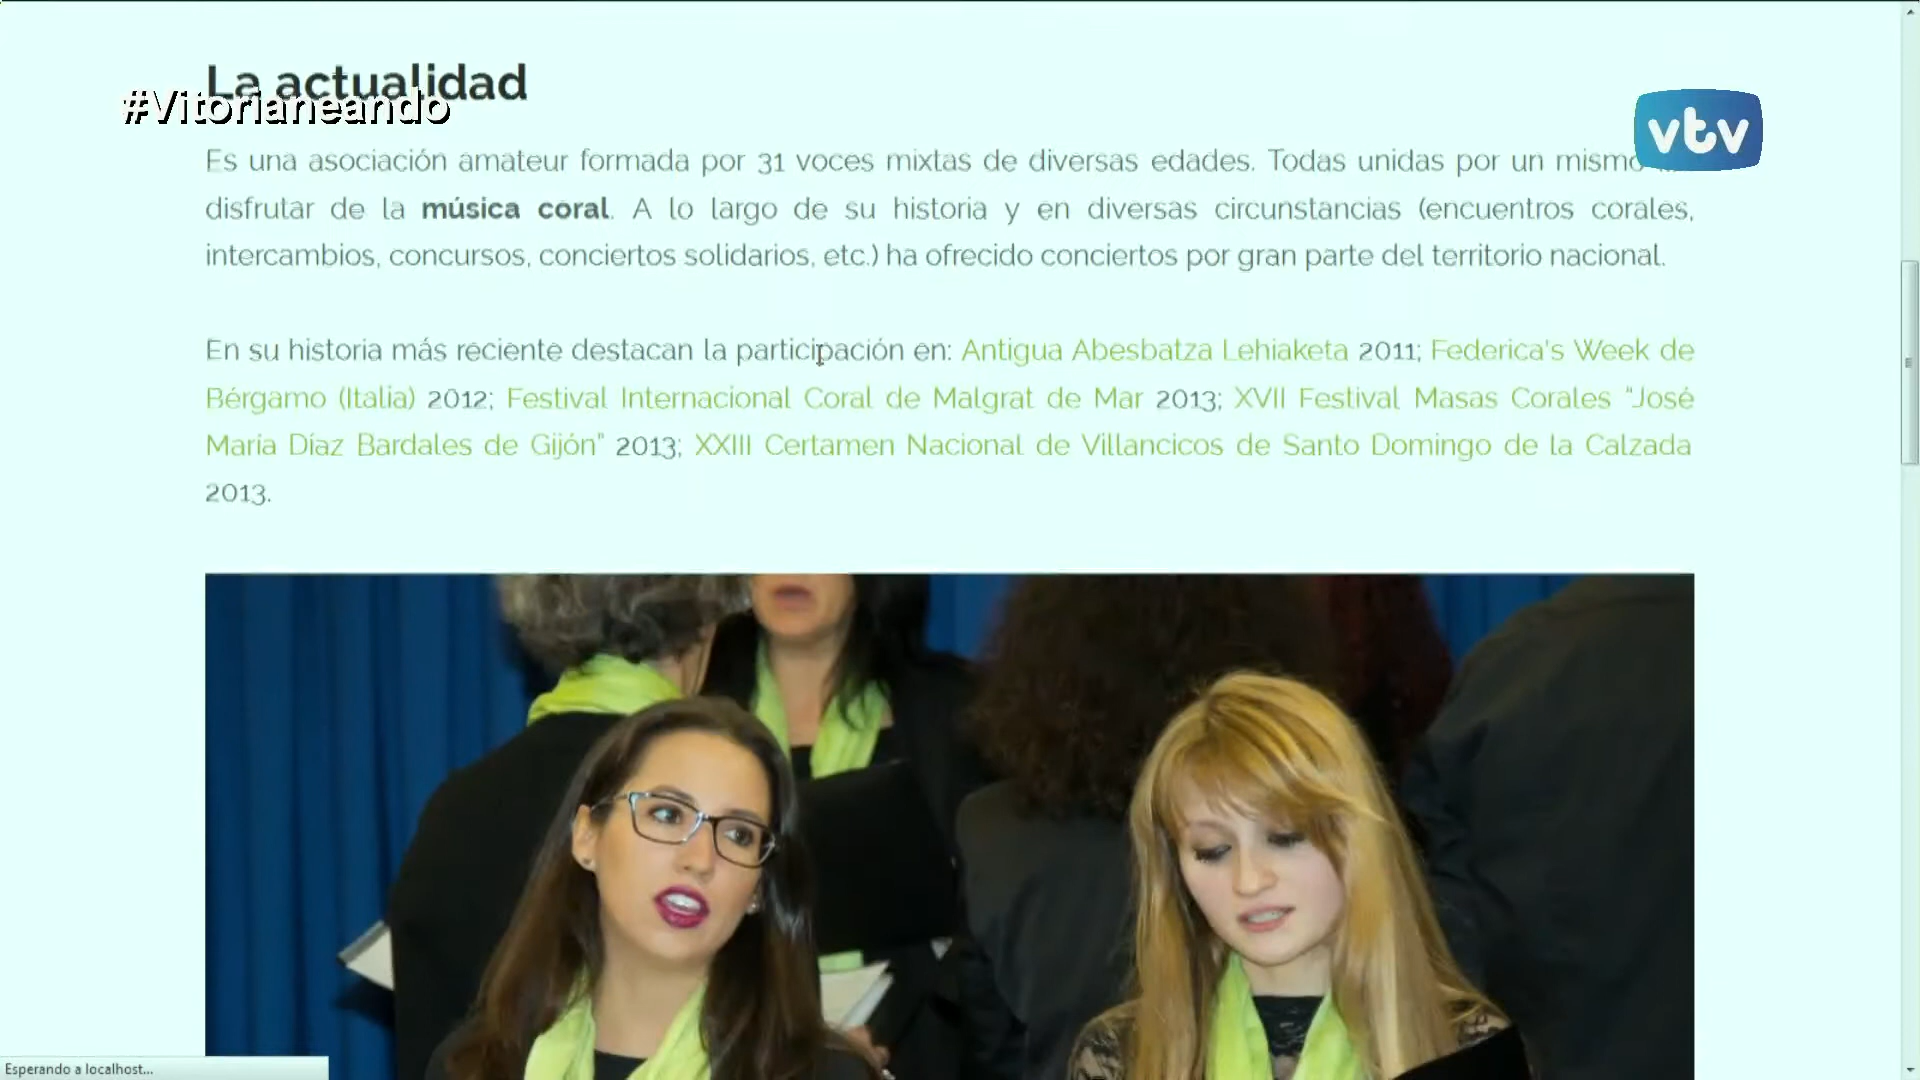 La actualidad
#Vitorianeando
vtv
Es una asociación amateur formada por 31 voces mixtas de diversas edades. Todas unidas por un mismo
disfrutar de la música coral. A lo largo de su historia y en diversas circunstancias (encuentros corales,
intercambios, concursos, conciertos solidarios, etc.) ha ofrecido conciertos por gran parte del territorio nacional.
En su historia más reciente destacan la participación en: Antigua Abesbatza Lehiaketa 2011; Federica's Week de
Bérgamo (Italia) 2012; Festival Internacional Coral de Malgrat de Mar 2013; XVII Festival Masas Corales "José
María Díaz Bardales de Gijón" 2013; XXIII Certamen Nacional de Villancicos de Santo Domingo de la Calzada
2013.
Esperando a localhost...